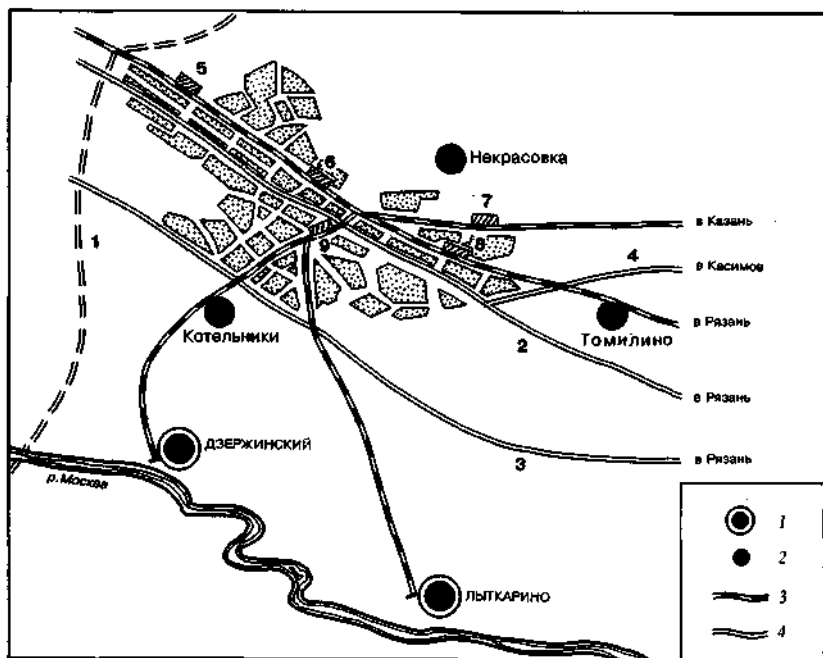 5
6
Некрасовка
7
в Казань
8
1
9
4
в Касимов
Котельники
2
Томилино
в Рязань
в Рязань
ДЗЕРЖИНСКИЙ
3
в Рязань
р. Москва
ЛЫТКАРИНО
1
2
3
4